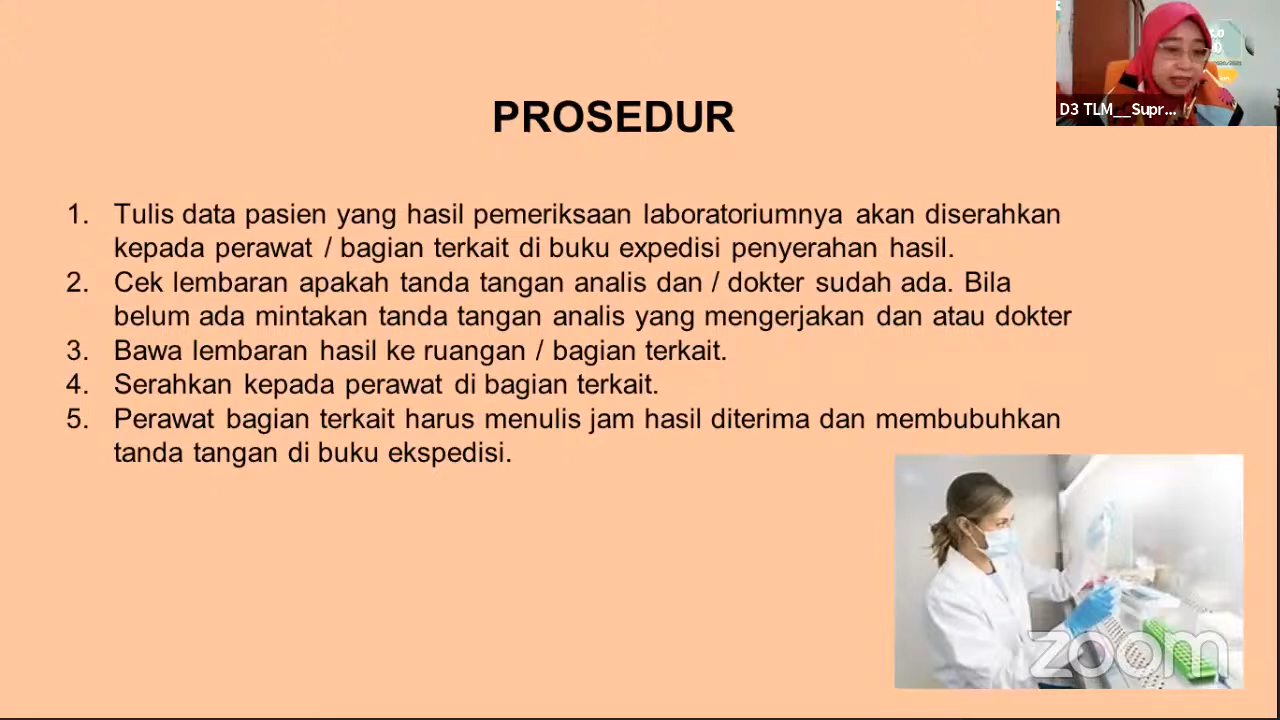 PROSEDUR
D3 TLM__Supr...
1. Tulis data pasien yang hasil pemeriksaan laboratoriumnya akan diserahkan
kepada perawat / bagian terkait di buku expedisi penyerahan hasil.
2. Cek lembaran apakah tanda tangan analis dan / dokter sudah ada. Bila
belum ada mintakan tanda tangan analis yang mengerjakan dan atau dokter
3. Bawa lembaran hasil ke ruangan / bagian terkait.
4. Serahkan kepada perawat di bagian terkait.
5. Perawat bagian terkait harus menulis jam hasil diterima dan membubuhkan
tanda tangan di buku ekspedisi.
zoom